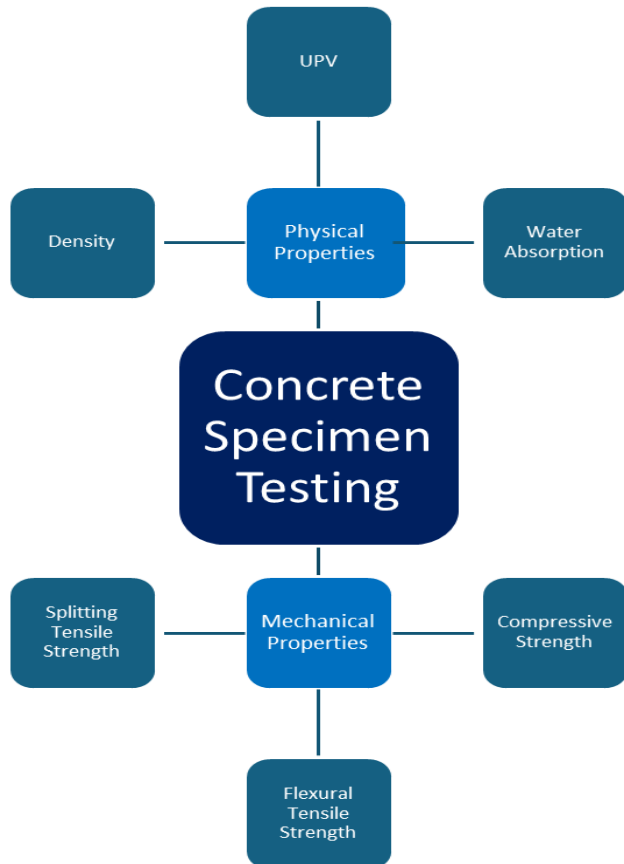 UPV
Density
Physical
Properties
Water
Absorption
Concrete
Specimen
Testing
Splitting
Tensile
Strength
Mechanical
Properties
Compressive
Strength
Flexural
Tensile
Strength